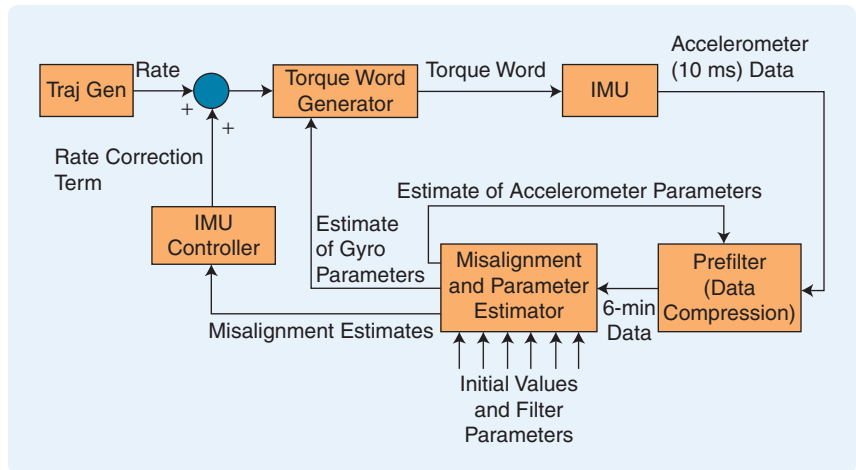 Traj Gen
Rate
+
+
Torque Word
Generator
Torque Word
IMU
Accelerometer
(10 ms) Data
Rate Correction
Term
IMU
Controller
Estimate
of Gyro
Parameters
Estimate of Accelerometer Parameters
Misalignment
and Parameter
Estimator
Prefilter
(Data
Compression)
6-min
Data
Misalignment Estimates
Initial Values
and Filter
Parameters